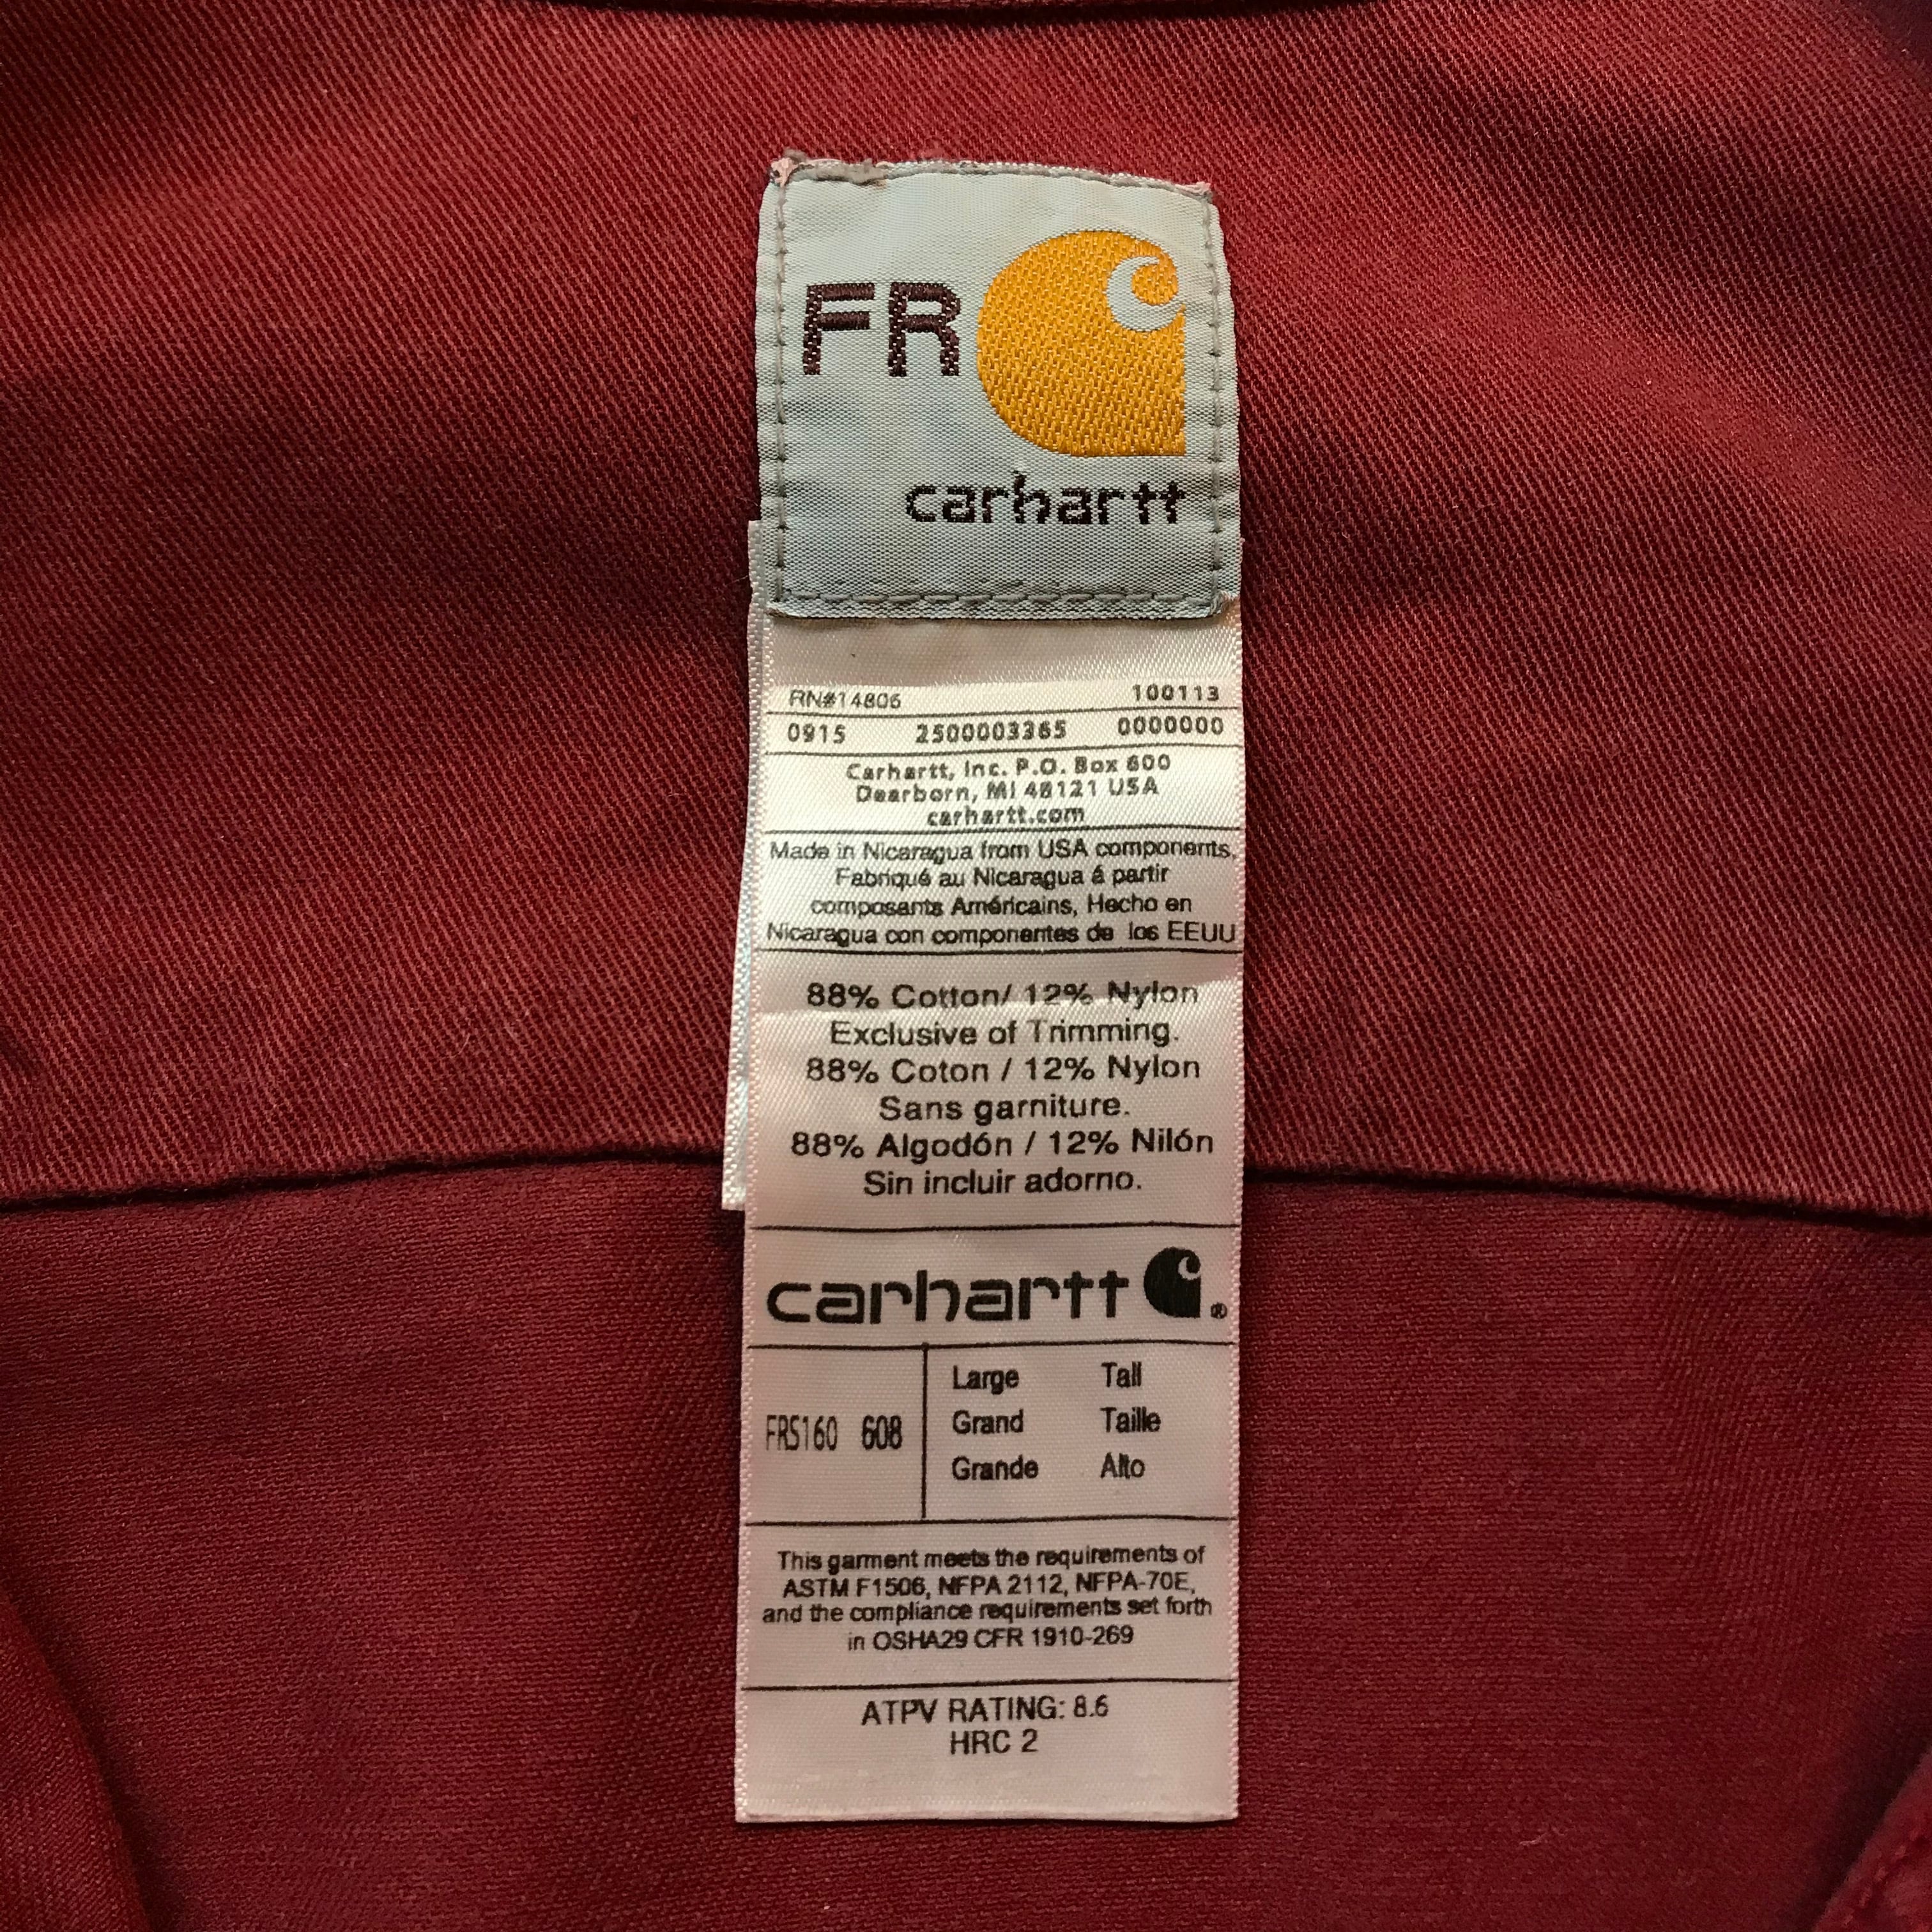 FR
carhartt
RN#14806 100113
0915 2500003365 0000000
Carhartt, Inc. P.O. Box 600
Dearborn, MI 48121 USA
carhartt.com
Made in Nicaragua from USA components,
Fabriqué au Nicaragua á partir
composants Américains, Hecho en
Nicaragua con componentes de los EEUU
88% Cotton/ 12% Nylon
Exclusive of Trimming.
88% Coton / 12% Nylon
Sans garniture.
88% Algodón / 12% Nilón
Sin incluir adorno.
carhartt ®
FRS160 608
Large Tall
Grand Taille
Grande Alto
This garment meets the requirements of
ASTM F1506, NFPA 2112, NFPA-70E,
and the compliance requirements set forth
in OSHA29 CFR 1910-269
ATPV RATING: 8.6
HRC 2